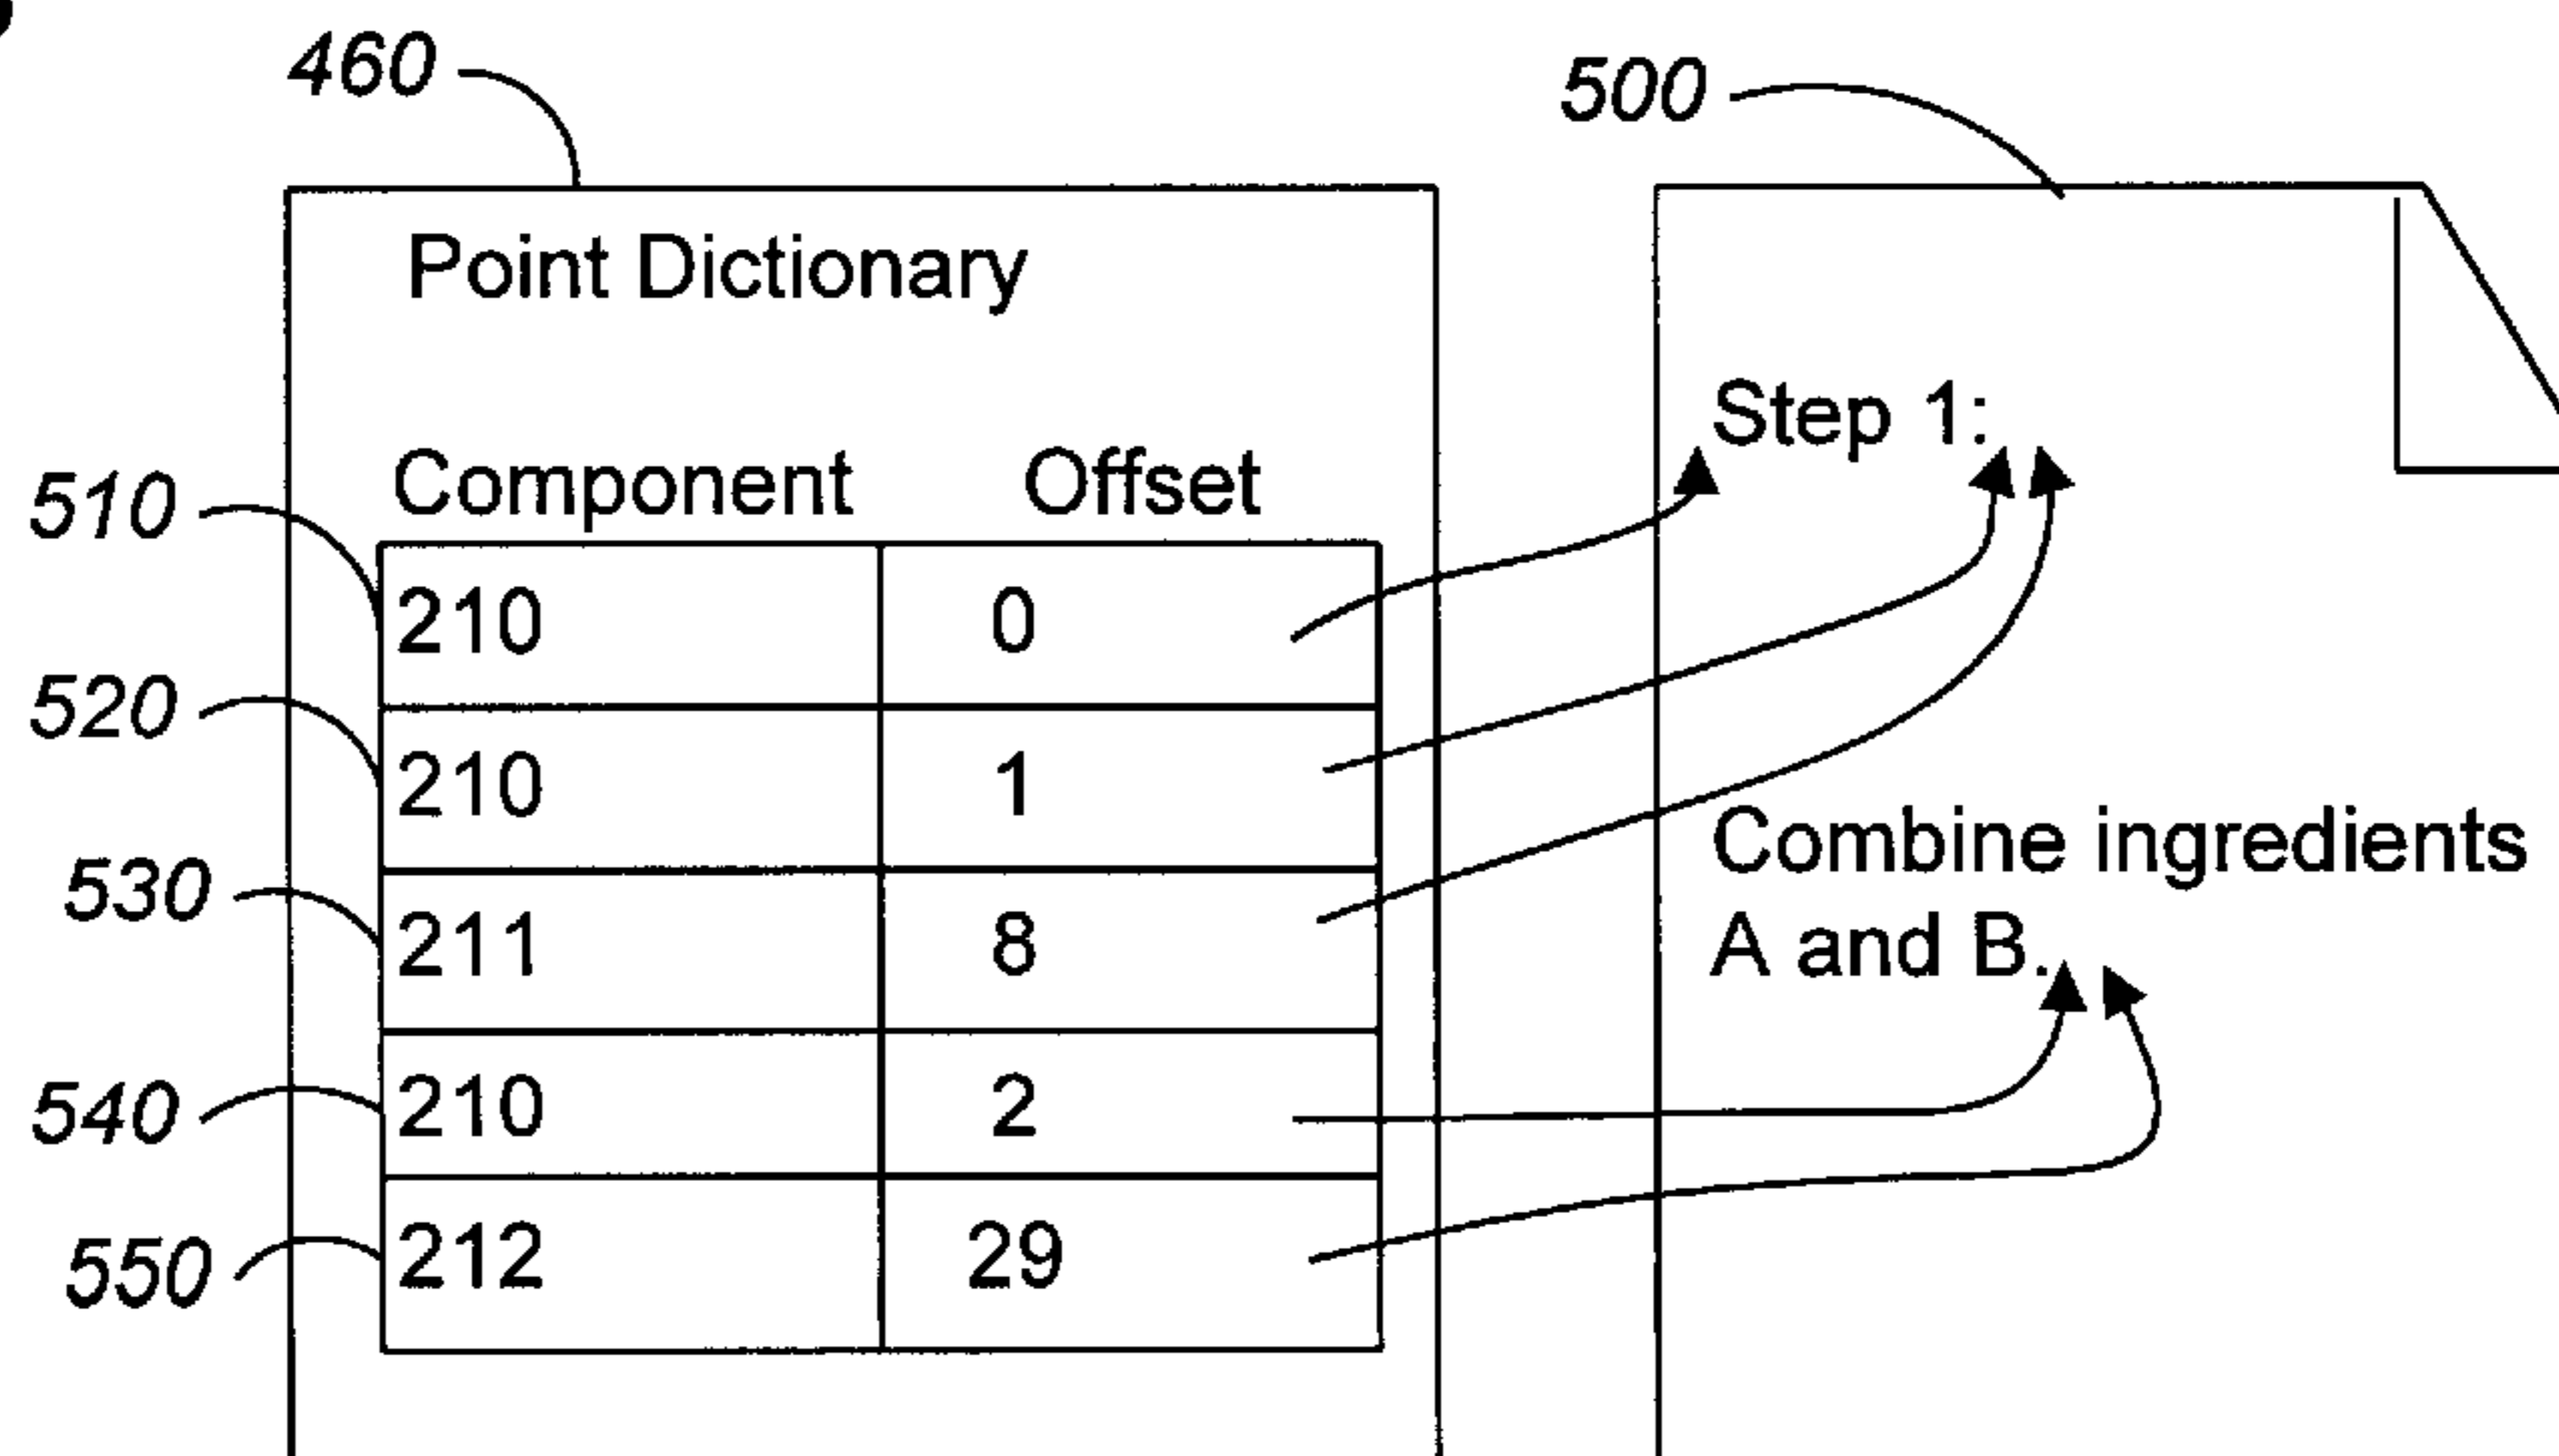 460
500
Point Dictionary
Step 1:
Component Offset
510
210 0
520
210 1
Combine ingredients
530
211 8
A and B.
540
210 2
550
212 29